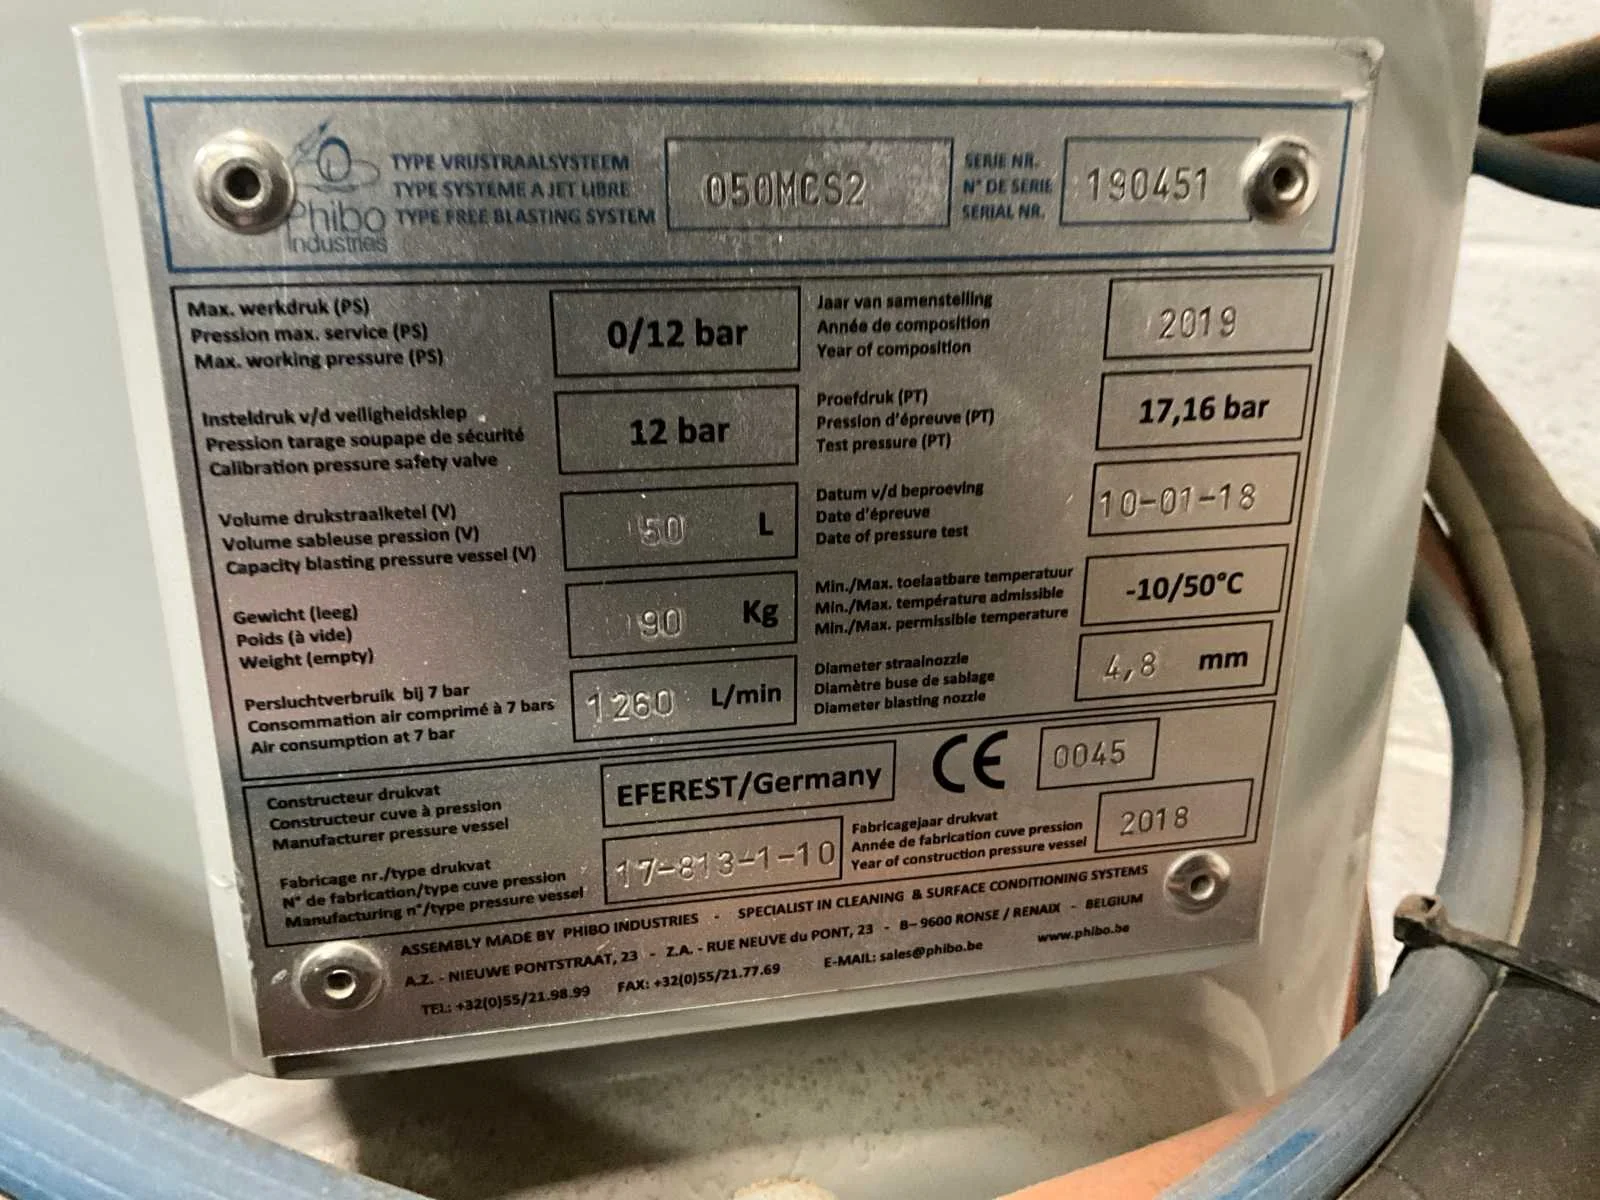 Phibo
Industries
TYPE VRIJSTRAALSYSTEEM
TYPE SYSTEME A JET LIBRE
TYPE FREE BLASTING SYSTEM
050MCS2
SERIE NR.
N° DE SERIE
SERIAL NR.
190451
Max. werkdruk (PS)
Pression max. service (PS)
Max. working pressure (PS)
0/12 bar
Jaar van samenstelling
Année de composition
Year of composition
2019
Insteldruk v/d veiligheidsklep
Pression tarage soupape de sécurité
Calibration pressure safety valve
12 bar
Proefdruk (PT)
Pression d'épreuve (PT)
Test pressure (PT)
17,16 bar
Volume drukstraalketel (V)
Volume sableuse pression (V)
Capacity blasting pressure vessel (V)
50 L
Datum v/d beproeving
Date d'épreuve
Date of pressure test
10-01-18
Gewicht (leeg)
Poids (à vide)
Weight (empty)
90 Kg
Min./Max. toelaatbare temperatuur
Min./Max. température admissible
Min./Max. permissible temperature
-10/50°C
Persluchtverbruik bij 7 bar
Consommation air comprimé à 7 bars
Air consumption at 7 bar
1260 L/min
Diameter straalnozzle
Diamètre buse de sablage
Diameter blasting nozzle
4,8 mm
Constructeur drukvat
Constructeur cuve à pression
Manufacturer pressure vessel
EFEREST/Germany
CE 0045
Fabricage nr./type drukvat
N° de fabrication/type cuve pression
Manufacturing n°/type pressure vessel
17-813-1-10
Fabricagejaar drukvat
Année de fabrication cuve pression
Year of construction pressure vessel
2018
ASSEMBLY MADE BY PHIBO INDUSTRIES - SPECIALIST IN CLEANING & SURFACE CONDITIONING SYSTEMS
A.Z. - NIEUWE PONTSTRAAT, 23 - Z.A. - RUE NEUVE du PONT, 23 - B-9600 RONSE / RENAIX - BELGIUM
TEL: +32(0)55/21.98.99 FAX: +32(0)55/21.77.69 E-MAIL: sales@phibo.be www.phibo.be